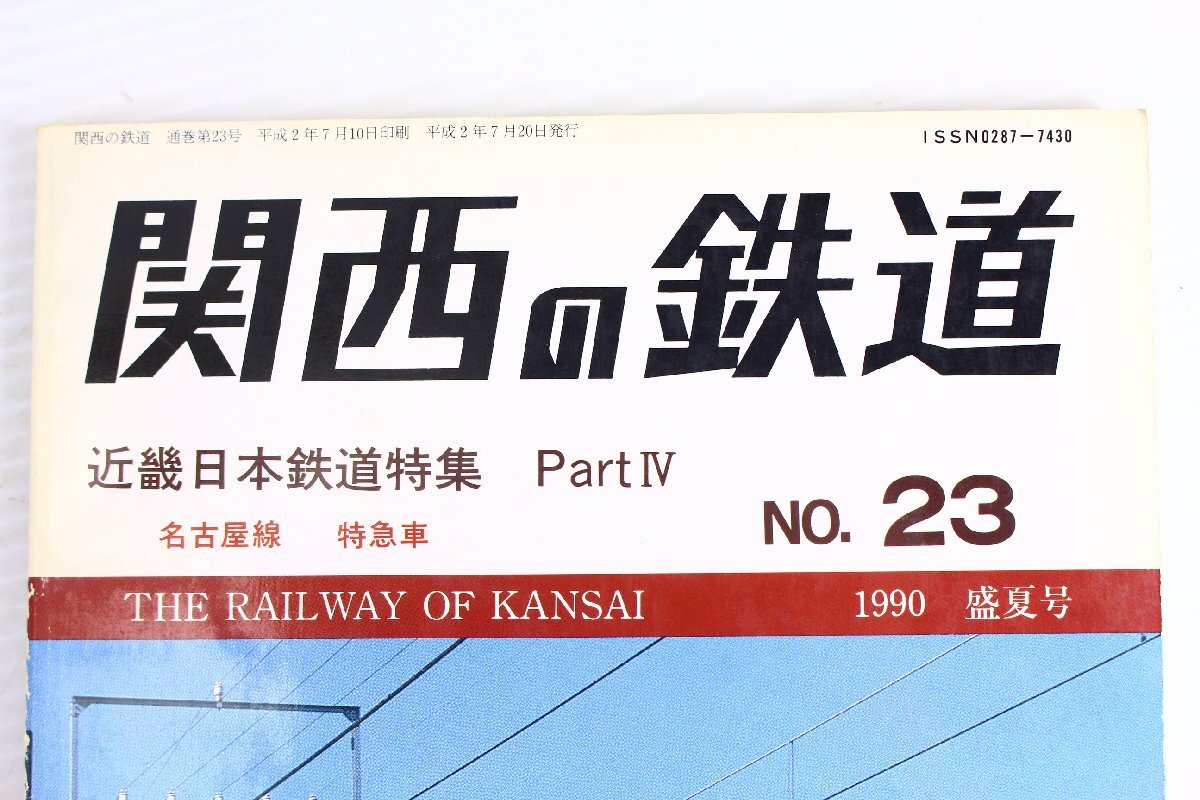 関西の鉄道 通巻第23号 平成2年7月10日印刷 平成2年7月20日発行 ISSN0287-7430
関西の鉄道
近畿日本鉄道特集 Part Ⅳ
名古屋線 特急車 NO. 23
THE RAILWAY OF KANSAI 1990 盛夏号